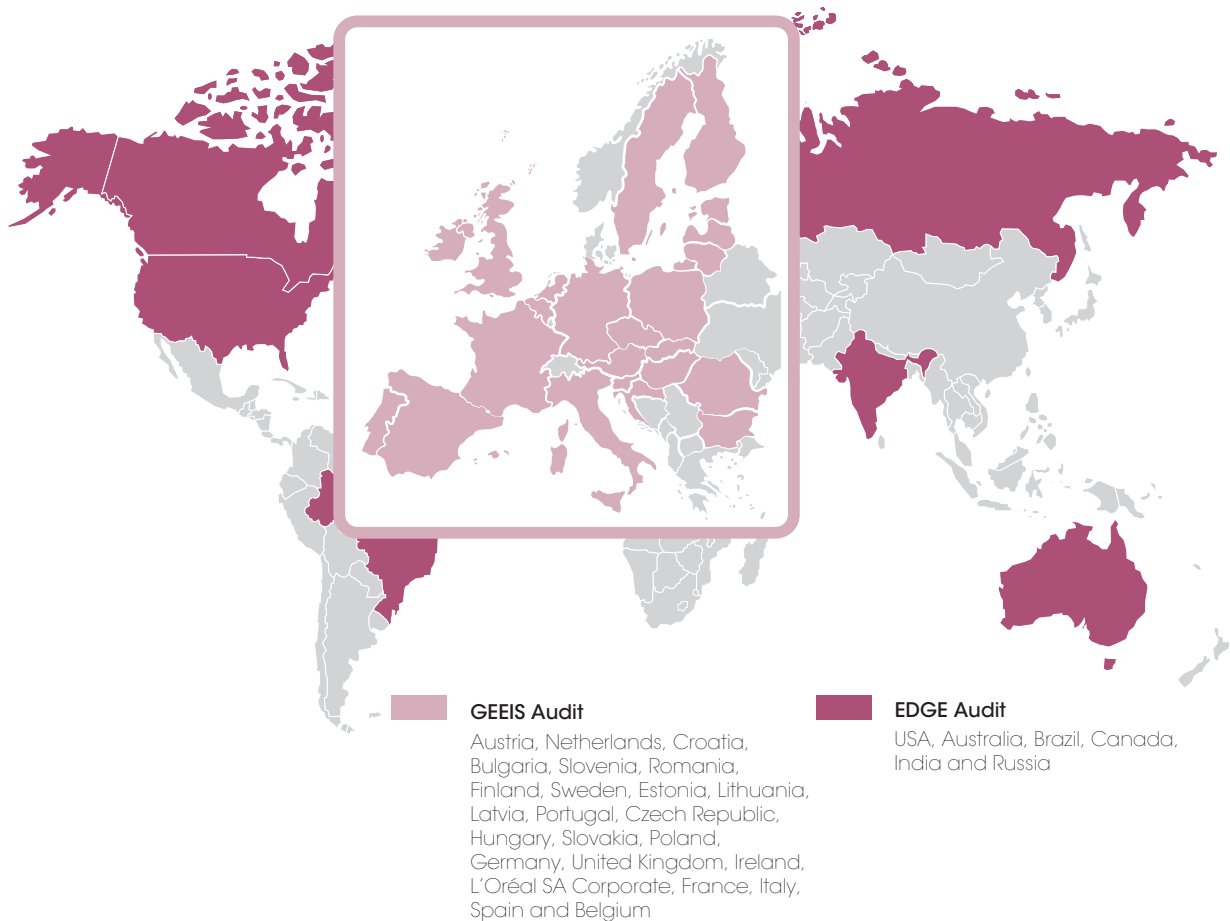 GEEIS Audit
Austria, Netherlands, Croatia,
Bulgaria, Slovenia, Romania,
Finland, Sweden, Estonia, Lithuania,
Latvia, Portugal, Czech Republic,
Hungary, Slovakia, Poland,
Germany, United Kingdom, Ireland,
L'Oréal SA Corporate, France, Italy,
Spain and Belgium
EDGE Audit
USA, Australia, Brazil, Canada,
India and Russia